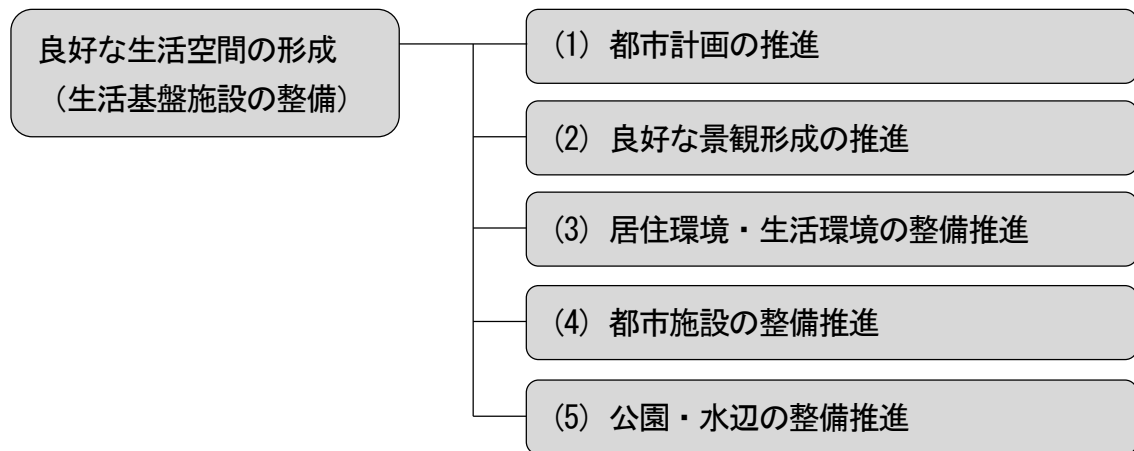 良好な生活空間の形成
（生活基盤施設の整備）
(1) 都市計画の推進
(2) 良好な景観形成の推進
(3) 居住環境・生活環境の整備推進
(4) 都市施設の整備推進
(5) 公園・水辺の整備推進